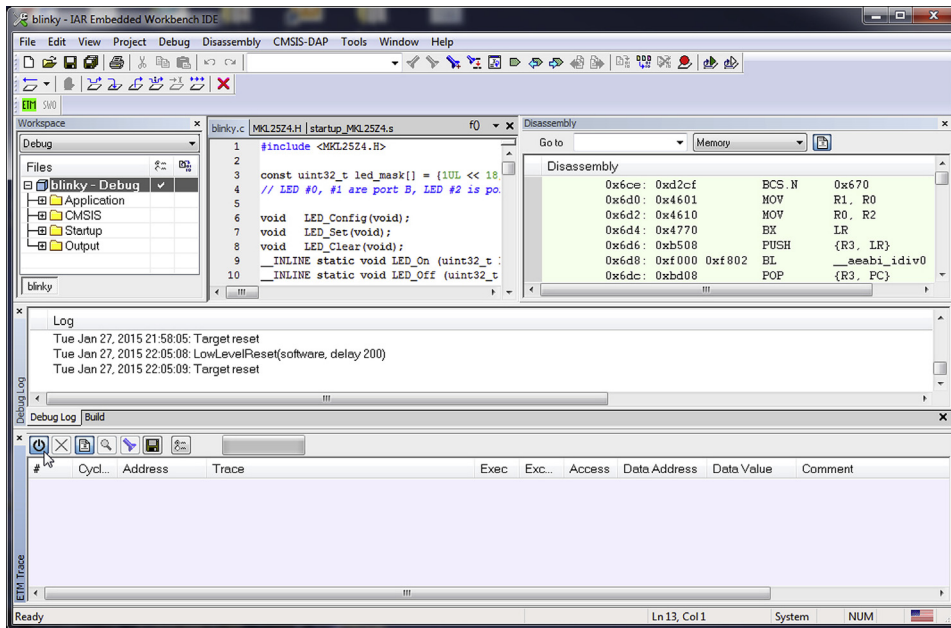 blinky - IAR Embedded Workbench IDE
File Edit View Project Debug Disassembly CMSIS-DAP Tools Window Help
ETM SWO
Workspace
Debug
Files
blinky - Debug
Application
CMSIS
Startup
Output
blinky
blinky.c MKL25Z4.H startup_MKL25Z4.s f()
1 #include <MKL25Z4.H>
2
3 const uint32_t led_mask[] = {1UL << 18
4 // LED #0, #1 are port B, LED #2 is po
5
6 void LED_Config(void);
7 void LED_Set(void);
8 void LED_Clear(void);
9 __INLINE static void LED_On (uint32_t
10 __INLINE static void LED_Off (uint32_t
Disassembly
Go to Memory
Disassembly
0x6ce: 0xd2cf BCS.N 0x670
0x6d0: 0x4601 MOV R1, R0
0x6d2: 0x4610 MOV R0, R2
0x6d4: 0x4770 BX LR
0x6d6: 0xb508 PUSH {R3, LR}
0x6d8: 0xf000 0xf802 BL __aeabi_idiv0
0x6dc: 0xbd08 POP {R3, PC}
Log
Tue Jan 27, 2015 21:58:05: Target reset
Tue Jan 27, 2015 22:05:08: LowLevelReset(software, delay 200)
Tue Jan 27, 2015 22:05:09: Target reset
Debug Log
Debug Log Build
# Cycl... Address Trace Exec Exc... Access Data Address Data Value Comment
ETM Trace
Ready Ln 13, Col 1 System NUM